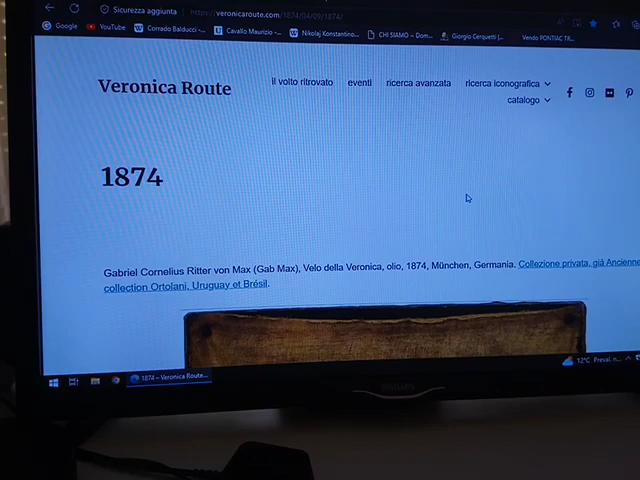 Sicurezza aggiunta | https://veronicaroute.com/1874/04/09/1874/
Google YouTube Corrado Balducci -... Cavallo Maurizio -... Nikolaj Konstantino... CHI SIAMO – Dom... Giorgio Cerquetti |... Vendo PONTIAC TR...
Veronica Route
il volto ritrovato eventi ricerca avanzata ricerca iconografica
catalogo
1874
Gabriel Cornelius Ritter von Max (Gab Max), Velo della Veronica, olio, 1874, München, Germania. Collezione privata, già Ancienne
collection Ortolani, Uruguay et Brésil.
12°C Preval. n...
1874 – Veronica Route...
PHILIPS